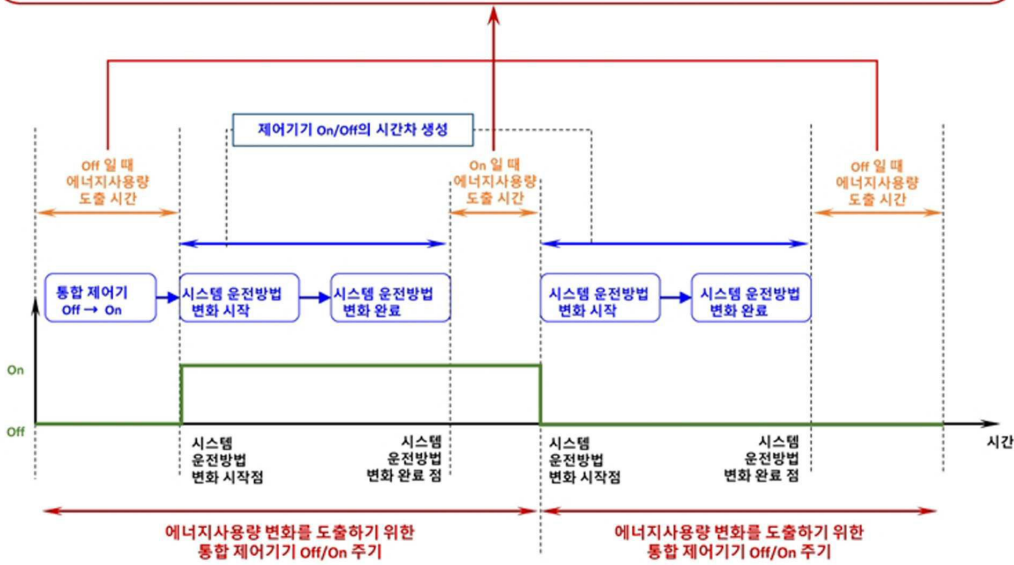 제어기기 On/Off의 시간차 생성
Off 일 때
에너지사용량
도출 시간
On 일 때
에너지사용량
도출 시간
Off 일 때
에너지사용량
도출 시간
통합 제어기
Off → On
시스템 운전방법
변화 시작
시스템 운전방법
변화 완료
시스템 운전방법
변화 시작
시스템 운전방법
변화 완료
On
Off
시스템
운전방법
변화 시작점
시스템
운전방법
변화 완료 점
시스템
운전방법
변화 시작점
시스템
운전방법
변화 완료 점
시간
에너지사용량 변화를 도출하기 위한
통합 제어기기 Off/On 주기
에너지사용량 변화를 도출하기 위한
통합 제어기기 Off/On 주기